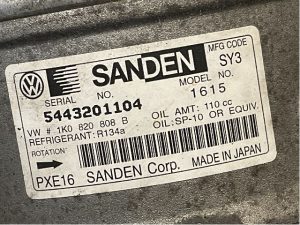 VW SANDEN MFG CODE
SY3
SERIAL NO. MODEL NO.
5443201104 1615
VW # 1K0 820 808 B OIL AMT: 110 cc
REFRIGERANT: R134a OIL: SP-10 OR EQUIV.
ROTATION
PXE16 SANDEN Corp. MADE IN JAPAN